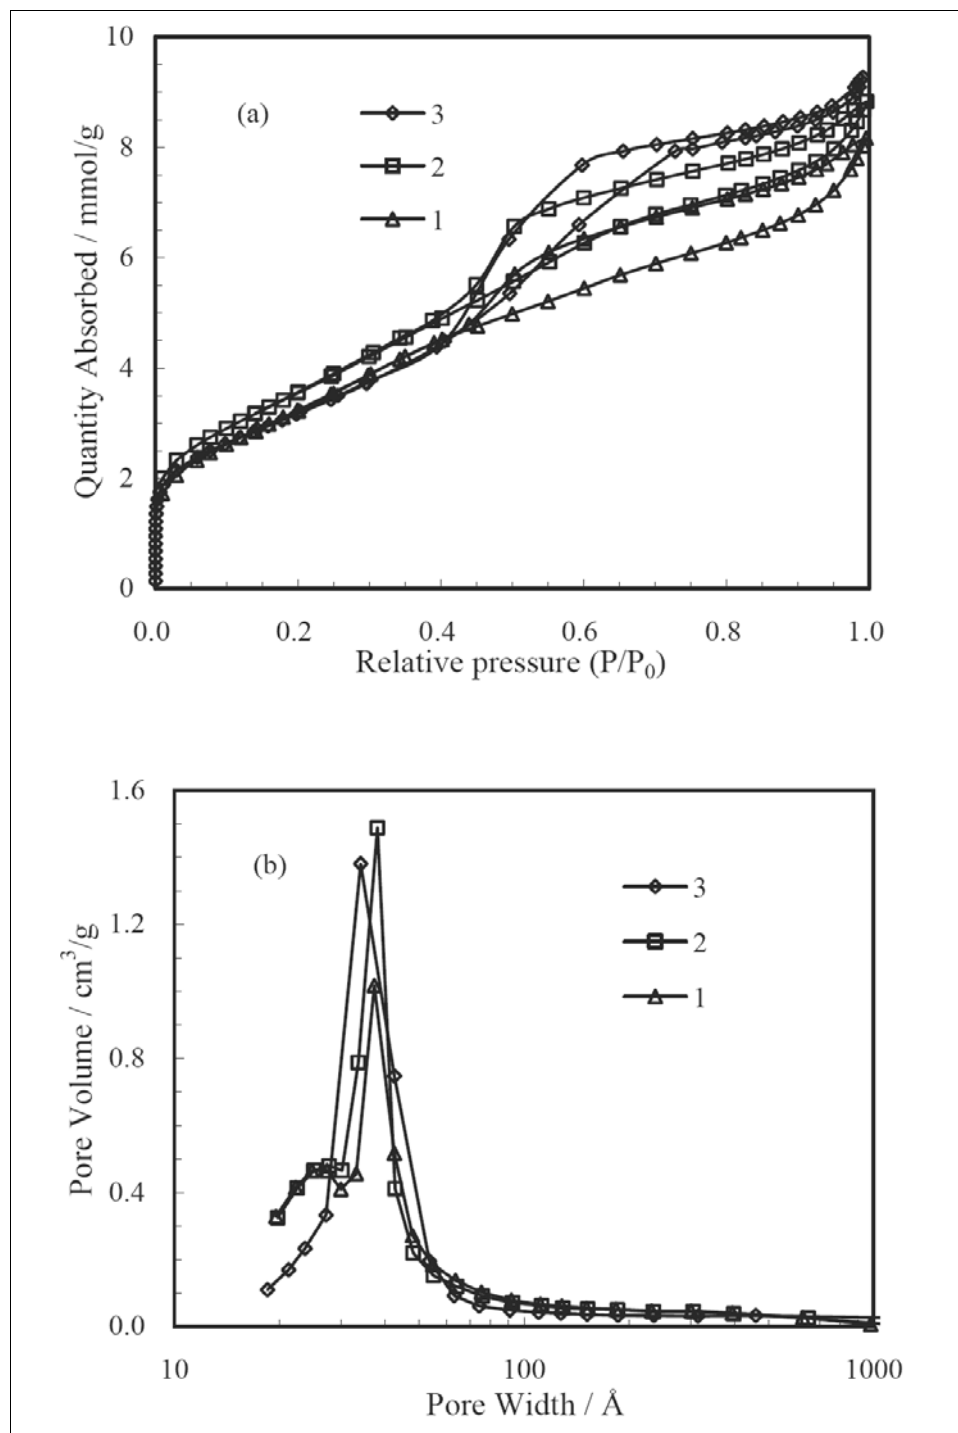 10
8
6
4
2
0
Quantity Absorbed / mmol/g
(a)
3
2
1
0.0 0.2 0.4 0.6 0.8 1.0
Relative pressure (P/P₀)
1.6
1.2
0.8
0.4
0.0
Pore Volume / cm³/g
(b)
3
2
1
10 100 1000
Pore Width / Å